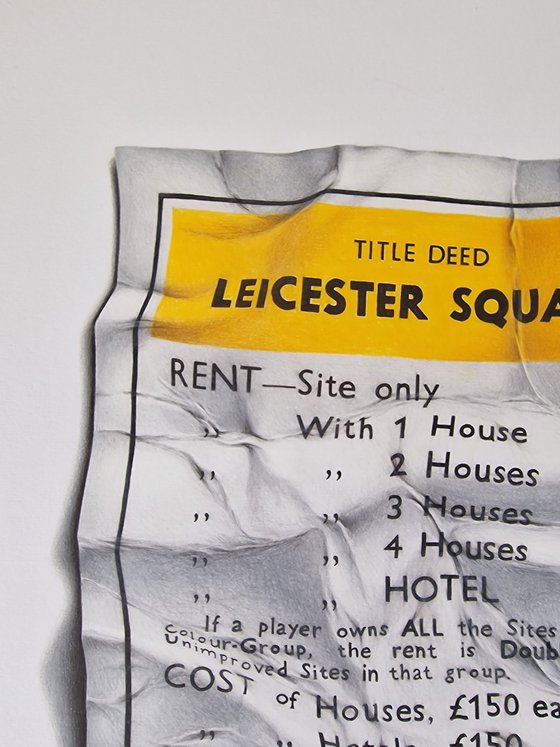 TITLE DEED
LEICESTER SQUA
RENT—Site only
,, With 1 House
,, ,, 2 Houses
,, ,, 3 Houses
,, ,, 4 Houses
,, ,, HOTEL
If a player owns ALL the Sites
Colour-Group, the rent is Doub
Unimproved Sites in that group.
COST of Houses, £150 ea
,, ,, Hotels, £150